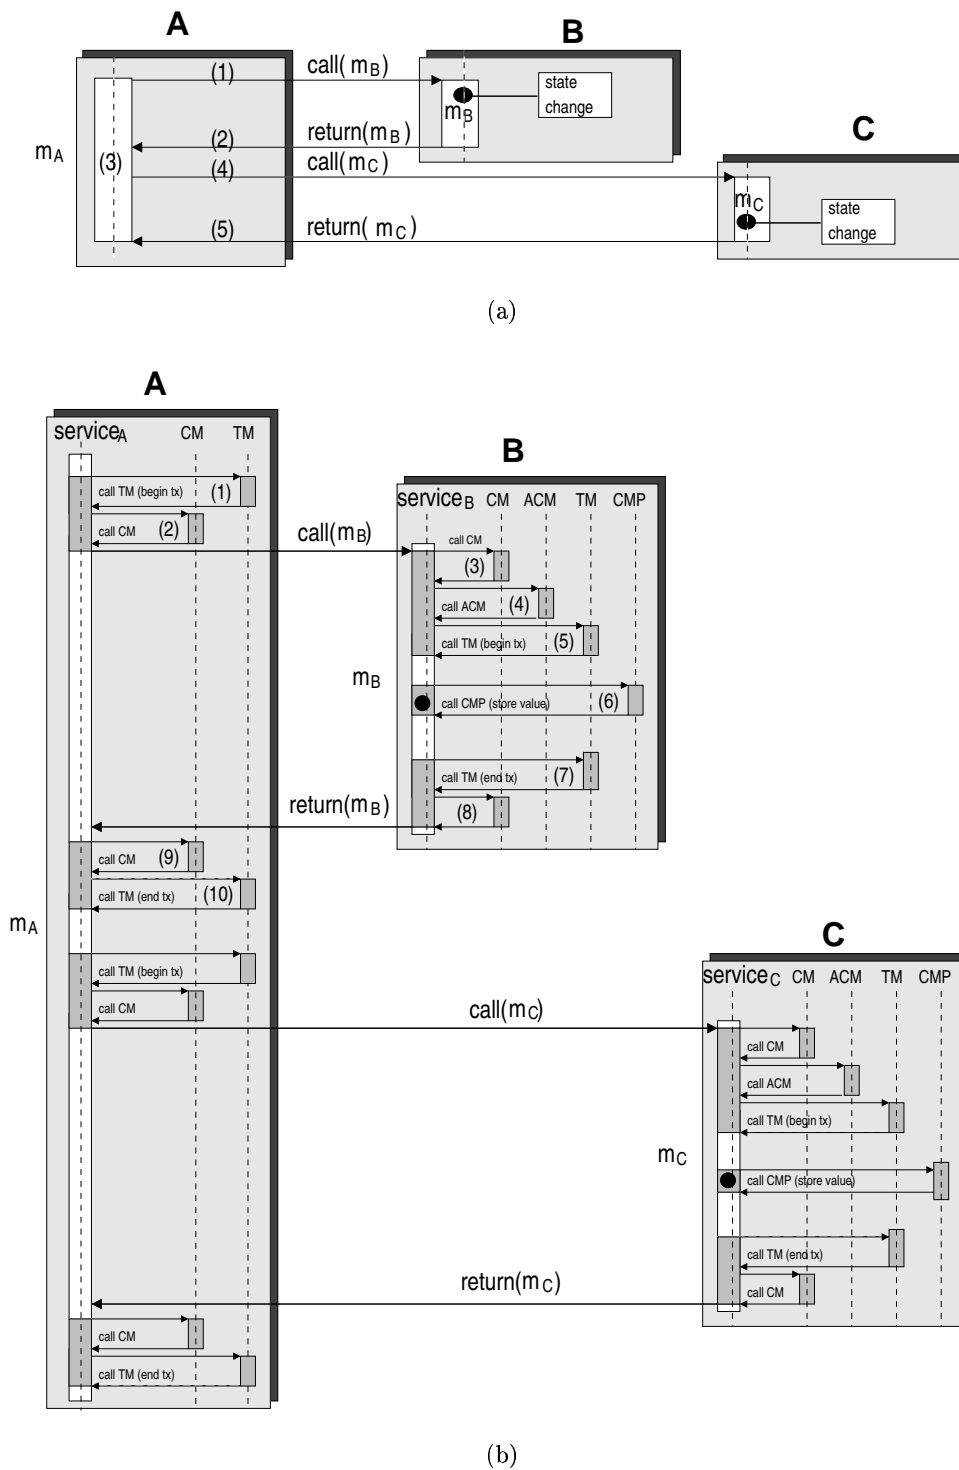 A
B
C
(1) call( mB)
mB
state
change
mA
(2) return(mB)
(3)
(4) call(mC)
mC
state
change
(5) return( mC)
(a)
A
serviceA CM TM
call TM (begin tx) (1)
call CM (2)
call(mB)
B
serviceB CM ACM TM CMP
call CM
(3)
call ACM (4)
call TM (begin tx) (5)
mB
call CMP (store value) (6)
call TM (end tx) (7)
(8)
return(mB)
call CM (9)
call TM (end tx) (10)
mA
call TM (begin tx)
call CM
call(mC)
C
serviceC CM ACM TM CMP
call CM
call ACM
call TM (begin tx)
mC
call CMP (store value)
call TM (end tx)
call CM
return(mC)
call CM
call TM (end tx)
(b)